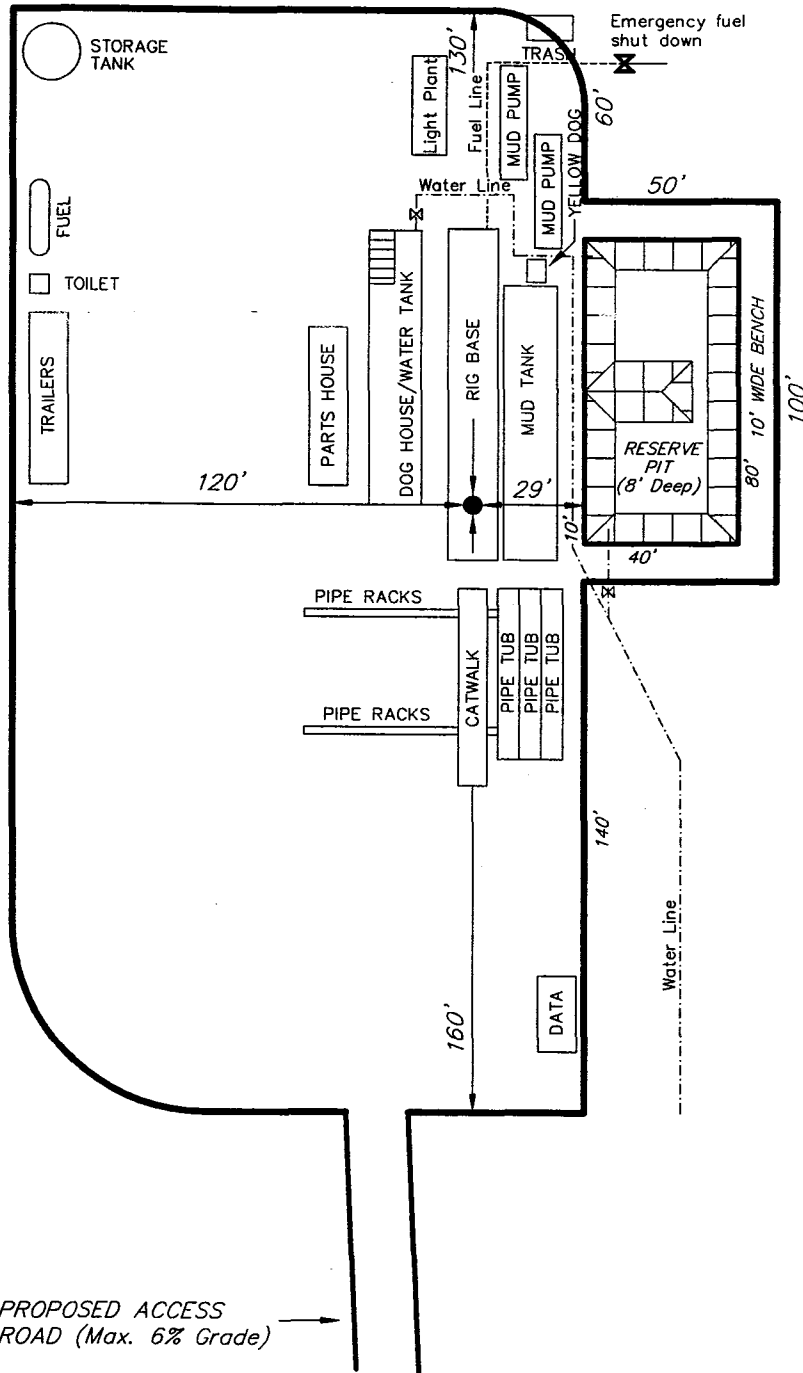 STORAGE
TANK
Emergency fuel
shut down
TRASH
130'
Light Plant
Fuel Line
MUD PUMP
MUD PUMP
YELLOW DOG
60'
50'
Water Line
FUEL
TOILET
TRAILERS
PARTS HOUSE
DOG HOUSE/WATER TANK
RIG BASE
MUD TANK
RESERVE
PIT
(8' Deep)
80'
10' WIDE BENCH
100'
120'
29'
10'
40'
PIPE RACKS
PIPE RACKS
CATWALK
PIPE TUB
PIPE TUB
PIPE TUB
140'
Water Line
160'
DATA
PROPOSED ACCESS
ROAD (Max. 6% Grade)